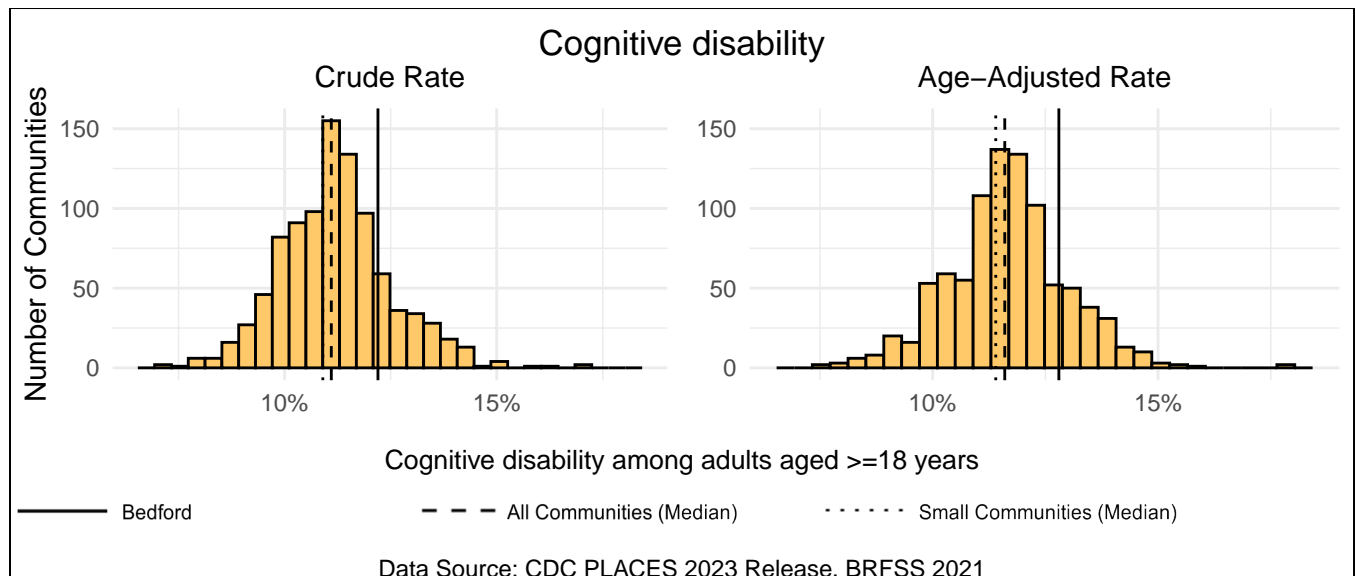 Cognitive disability
Crude Rate
Age−Adjusted Rate
Number of Communities
150
100
50
0
10%
15%
150
100
50
0
10%
15%
Cognitive disability among adults aged >=18 years
Bedford
All Communities (Median)
Small Communities (Median)
Data Source: CDC PLACES 2023 Release, BRFSS 2021